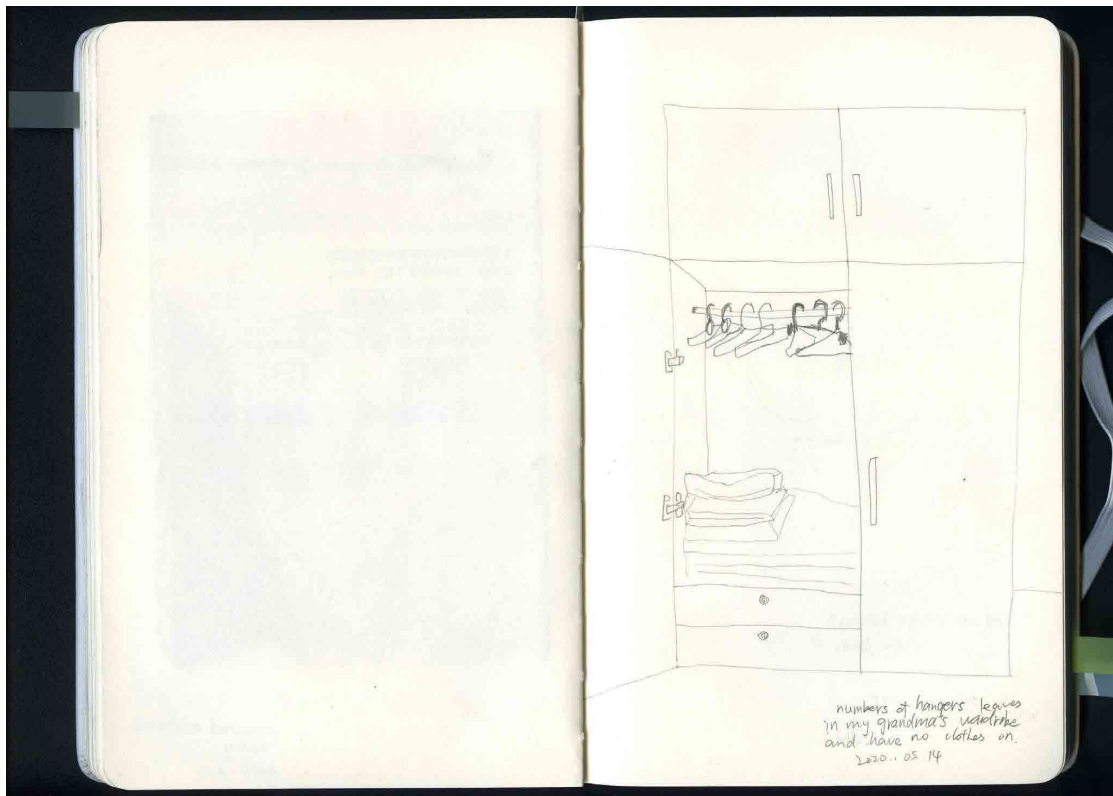 numbers of hangers leaves
in my grandma's wardrobe
and have no clothes on.
2020. 05 14